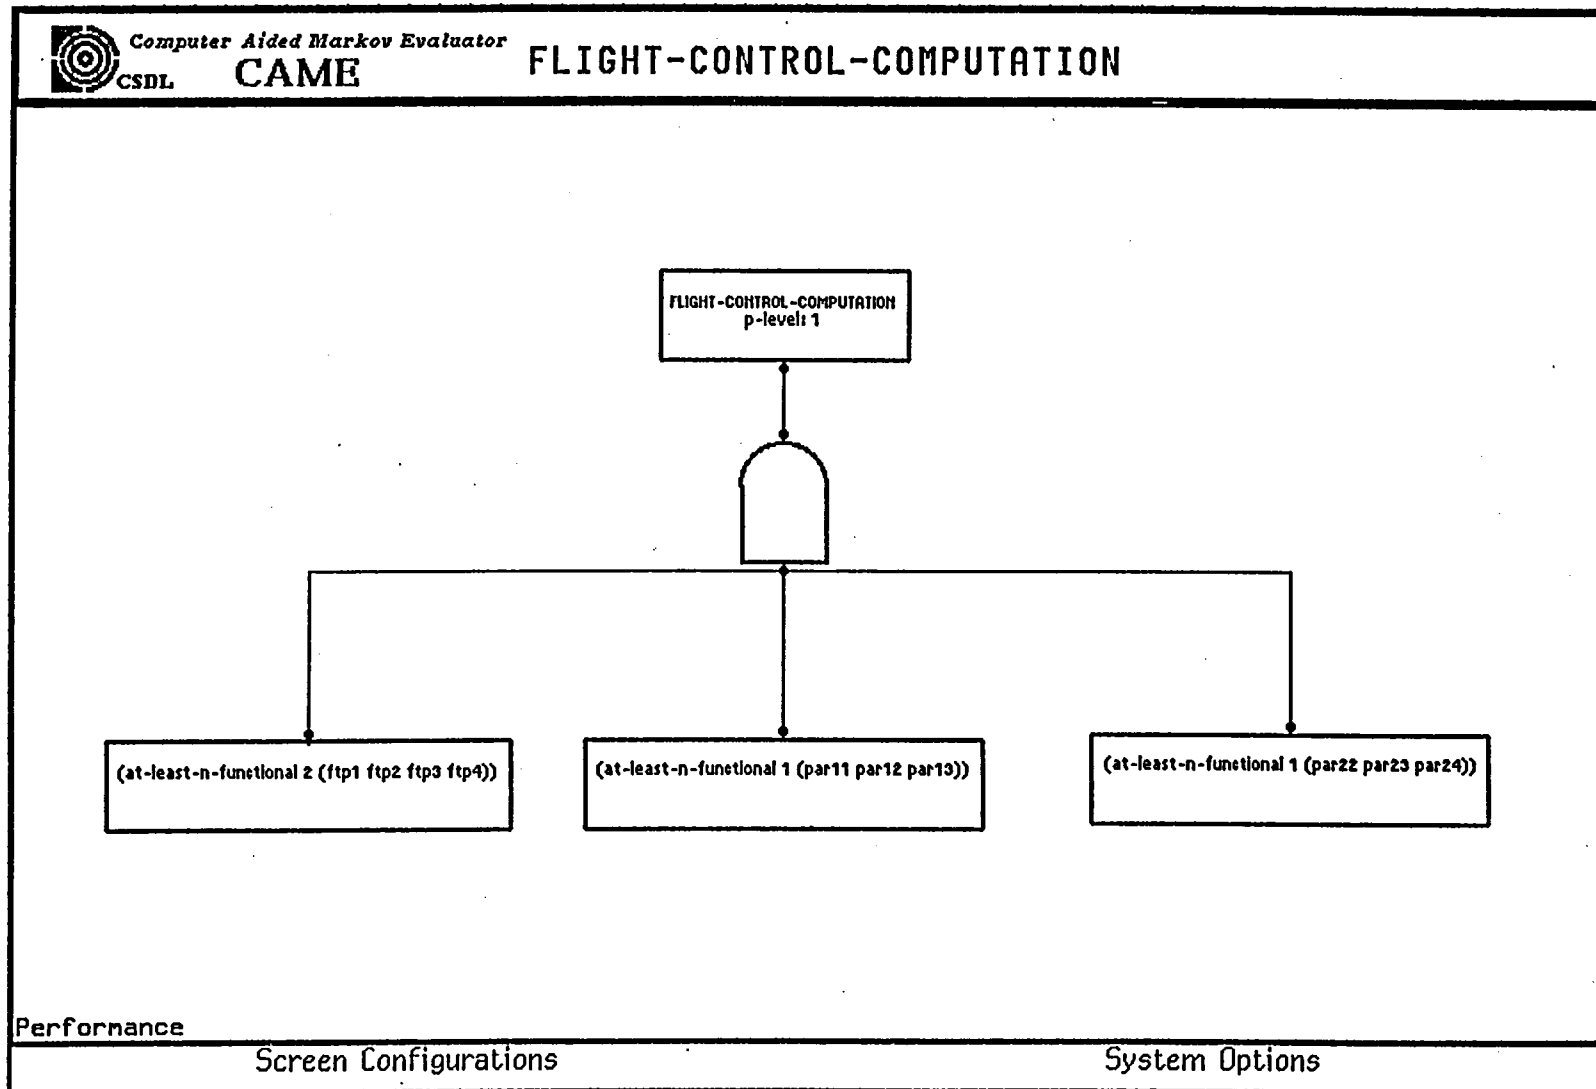 Computer Aided Markov Evaluator
CSDL CAME
FLIGHT-CONTROL-COMPUTATION
FLIGHT-CONTROL-COMPUTATION
p-level: 1
(at-least-n-functional 2 (ftp1 ftp2 ftp3 ftp4))
(at-least-n-functional 1 (par11 par12 par13))
(at-least-n-functional 1 (par22 par23 par24))
Performance
Screen Configurations
System Options